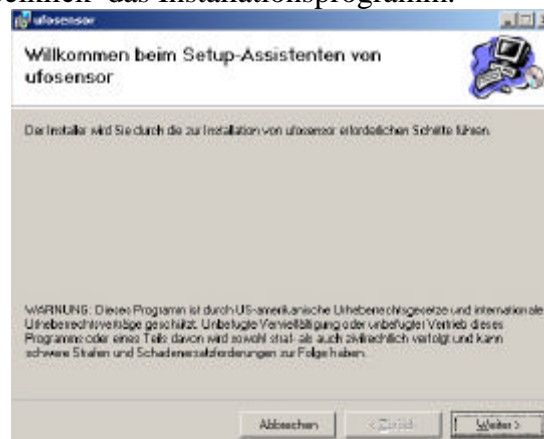 das Installationsprogramm.
ufosensor
Willkommen beim Setup-Assistenten von
ufosensor
Der Installer wird Sie durch die zur Installation von ufosensor erforderlichen Schritte führen.
WARNUNG: Dieses Programm ist durch US-amerikanische Urheberrechtsgesetze und internationale
Urheberrechtsverträge geschützt. Unbefugte Vervielfältigung oder unbefugter Vertrieb dieses
Programms oder eines Teils davon wird sowohl straf- als auch zivilrechtlich verfolgt und kann
schwere Strafen und Schadensersatzforderungen zur Folge haben.
Abbrechen
< Zurück
Weiter >